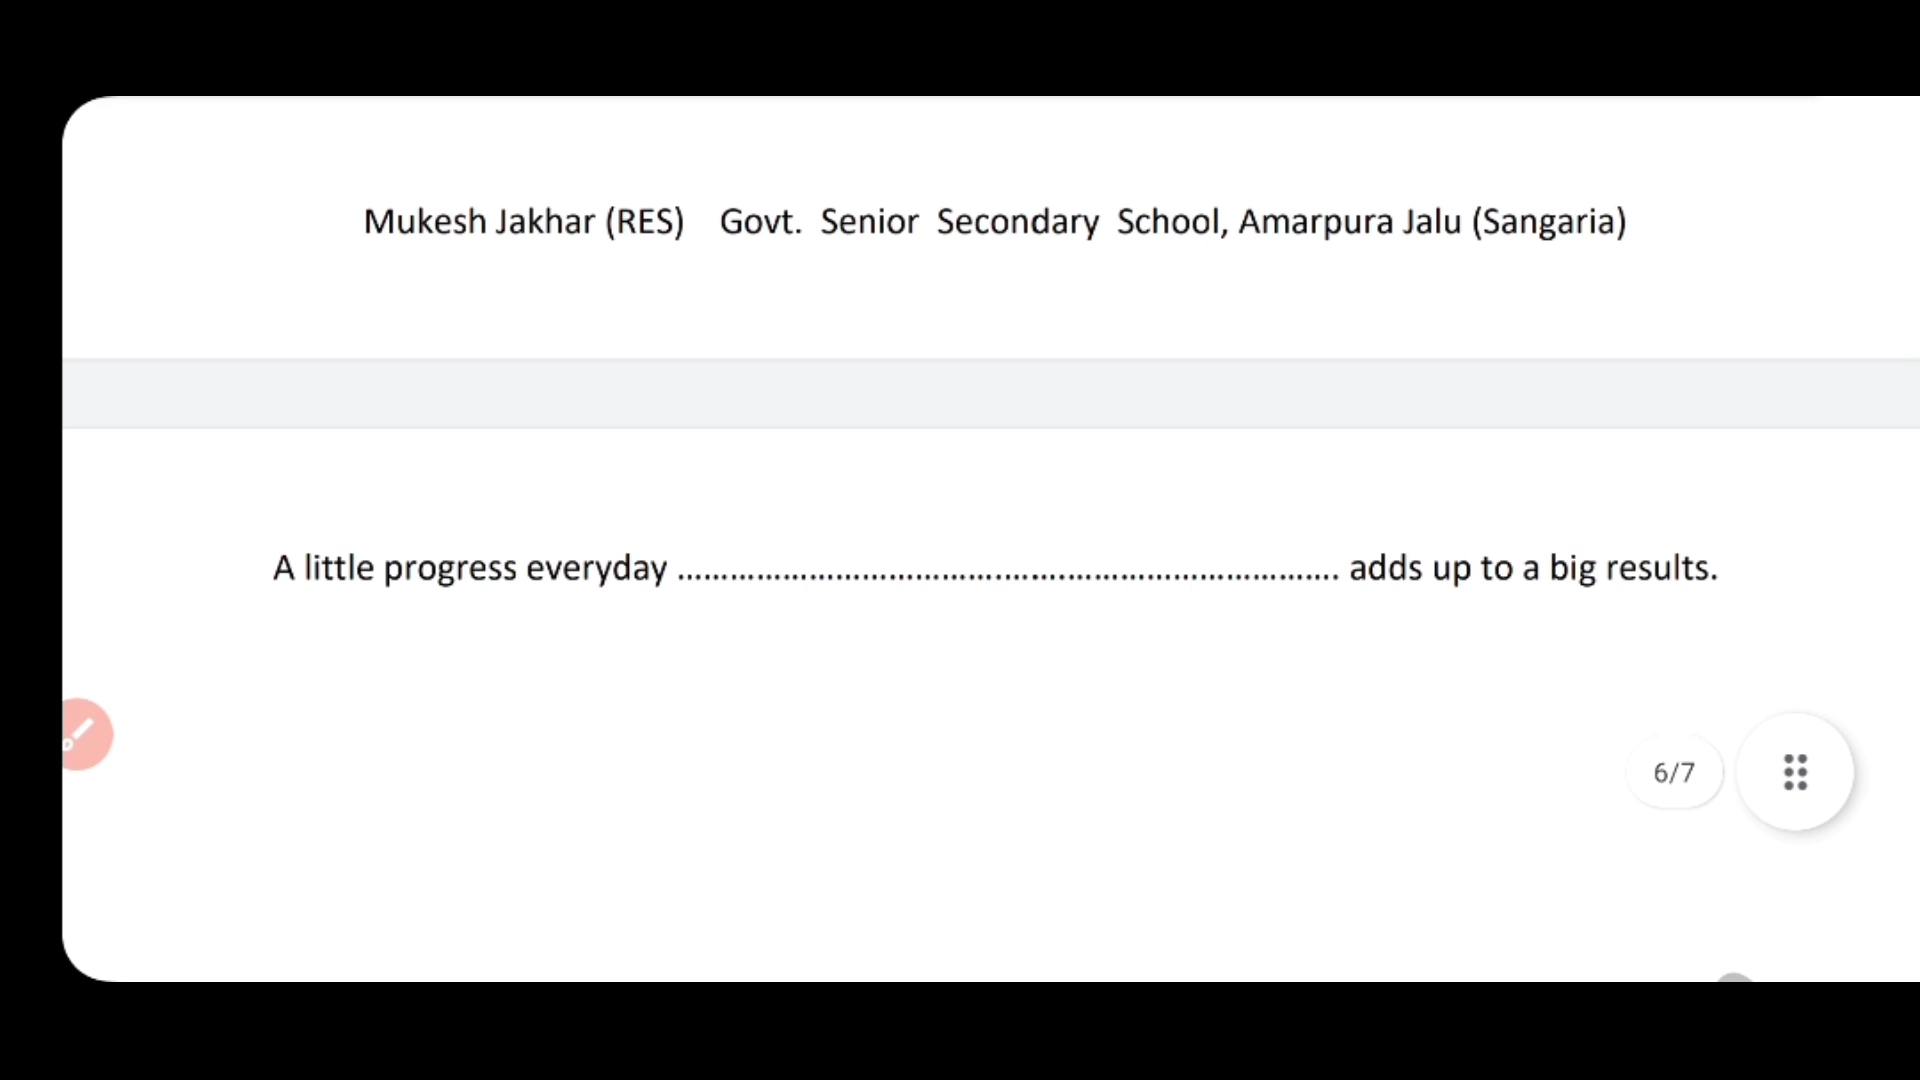 Mukesh Jakhar (RES) Govt. Senior Secondary School, Amarpura Jalu (Sangaria)
A little progress everyday ........................................................................... adds up to a big results.
6/7